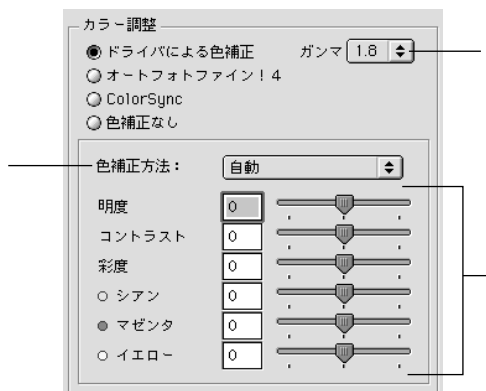 カラー調整
ドライバによる色補正 ガンマ 1.8
オートフォトファイン！4
ColorSync
色補正なし
色補正方法： 自動
明度 0
コントラスト 0
彩度 0
シアン 0
マゼンタ 0
イエロー 0